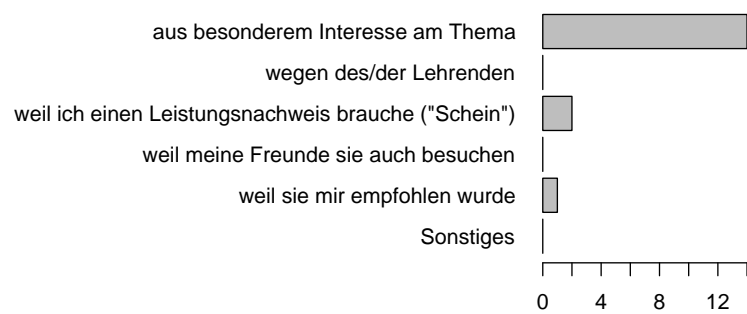 aus besonderem Interesse am Thema
wegen des/der Lehrenden
weil ich einen Leistungsnachweis brauche ("Schein")
weil meine Freunde sie auch besuchen
weil sie mir empfohlen wurde
Sonstiges
0 4 8 12